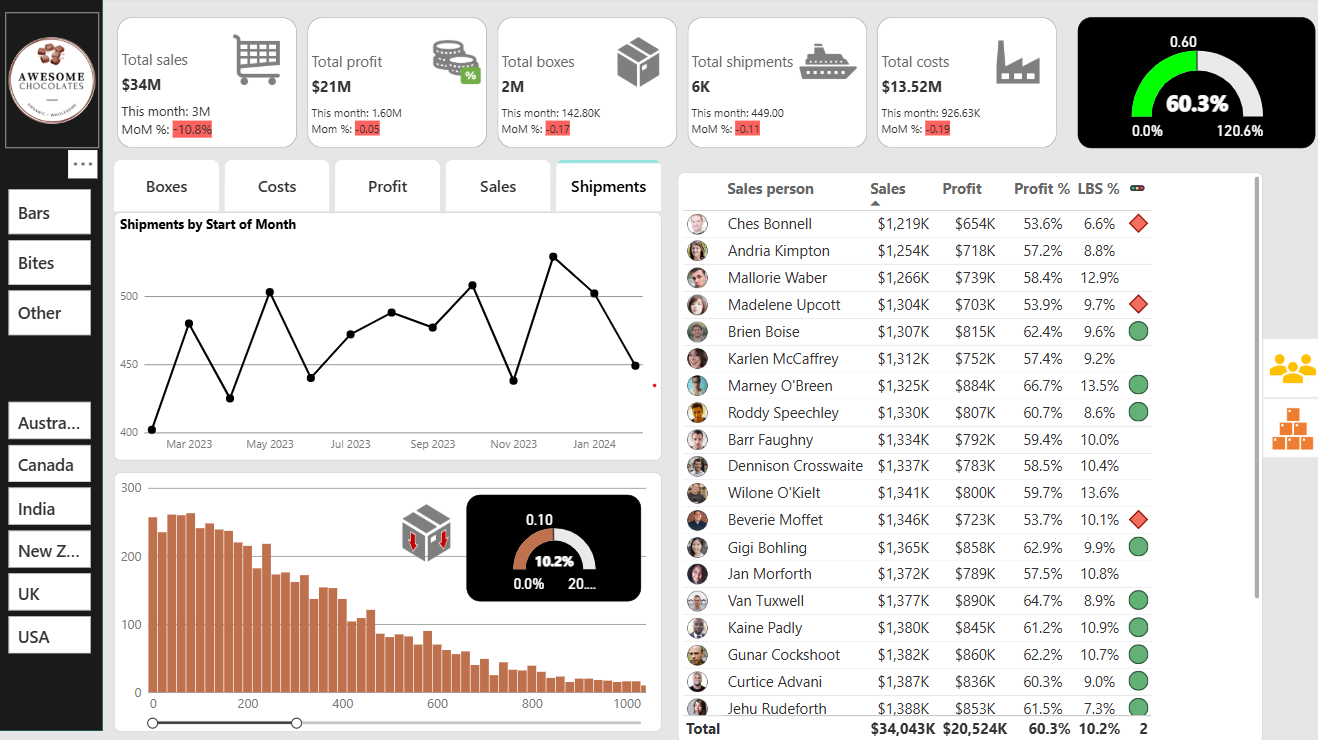 AWESOME
CHOCOLATES
ORGANIC • WHOLESOME
...
Bars
Bites
Other
Austra...
Canada
India
New Z...
UK
USA
Total sales
$34M
This month: 3M
MoM %: -10.8%
%
Total profit
$21M
This month: 1.60M
Mom %: -0.05
Total boxes
2M
This month: 142.80K
MoM %: -0.17
Total shipments
6K
This month: 449.00
MoM %: -0.11
Total costs
$13.52M
This month: 926.63K
MoM %: -0.19
0.60
60.3%
0.0% 120.6%
Boxes Costs Profit Sales Shipments
Shipments by Start of Month
500
450
400
Mar 2023 May 2023 Jul 2023 Sep 2023 Nov 2023 Jan 2024
300
200
100
0
0 200 400 600 800 1000
0.10
10.2%
0.0% 20....
Sales person Sales Profit Profit % LBS %
Ches Bonnell $1,219K $654K 53.6% 6.6%
Andria Kimpton $1,254K $718K 57.2% 8.8%
Mallorie Waber $1,266K $739K 58.4% 12.9%
Madelene Upcott $1,304K $703K 53.9% 9.7%
Brien Boise $1,307K $815K 62.4% 9.6%
Karlen McCaffrey $1,312K $752K 57.4% 9.2%
Marney O'Breen $1,325K $884K 66.7% 13.5%
Roddy Speechley $1,330K $807K 60.7% 8.6%
Barr Faughny $1,334K $792K 59.4% 10.0%
Dennison Crosswaite $1,337K $783K 58.5% 10.4%
Wilone O'Kielt $1,341K $800K 59.7% 13.6%
Beverie Moffet $1,346K $723K 53.7% 10.1%
Gigi Bohling $1,365K $858K 62.9% 9.9%
Jan Morforth $1,372K $789K 57.5% 10.8%
Van Tuxwell $1,377K $890K 64.7% 8.9%
Kaine Padly $1,380K $845K 61.2% 10.9%
Gunar Cockshoot $1,382K $860K 62.2% 10.7%
Curtice Advani $1,387K $836K 60.3% 9.0%
Jehu Rudeforth $1,388K $853K 61.5% 7.3%
Total $34,043K $20,524K 60.3% 10.2% 2